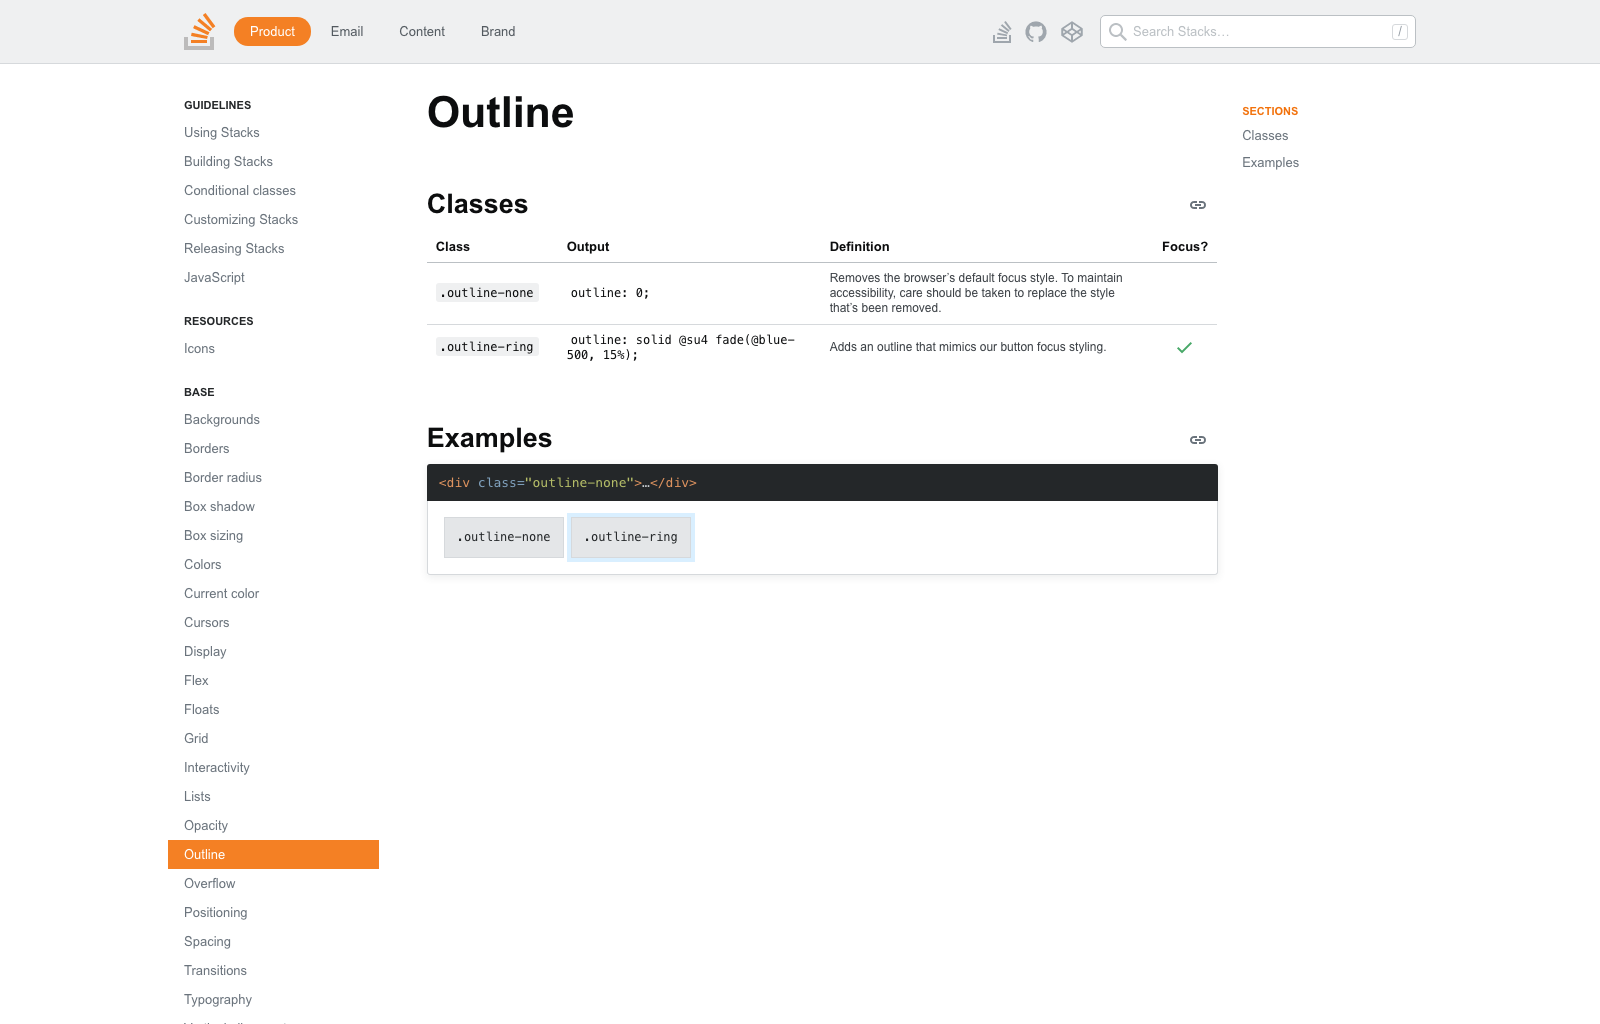 Product
Email
Content
Brand
Search Stacks…
/
GUIDELINES
Using Stacks
Building Stacks
Conditional classes
Customizing Stacks
Releasing Stacks
JavaScript
RESOURCES
Icons
BASE
Backgrounds
Borders
Border radius
Box shadow
Box sizing
Colors
Current color
Cursors
Display
Flex
Floats
Grid
Interactivity
Lists
Opacity
Outline
Overflow
Positioning
Spacing
Transitions
Typography
Outline
Classes
Class Output Definition Focus?
.outline-none
outline: 0;
Removes the browser’s default focus style. To maintain
accessibility, care should be taken to replace the style
that’s been removed.
.outline-ring
outline: solid @su4 fade(@blue-
500, 15%);
Adds an outline that mimics our button focus styling.
Examples
<div class="outline-none">…</div>
.outline-none
.outline-ring
SECTIONS
Classes
Examples